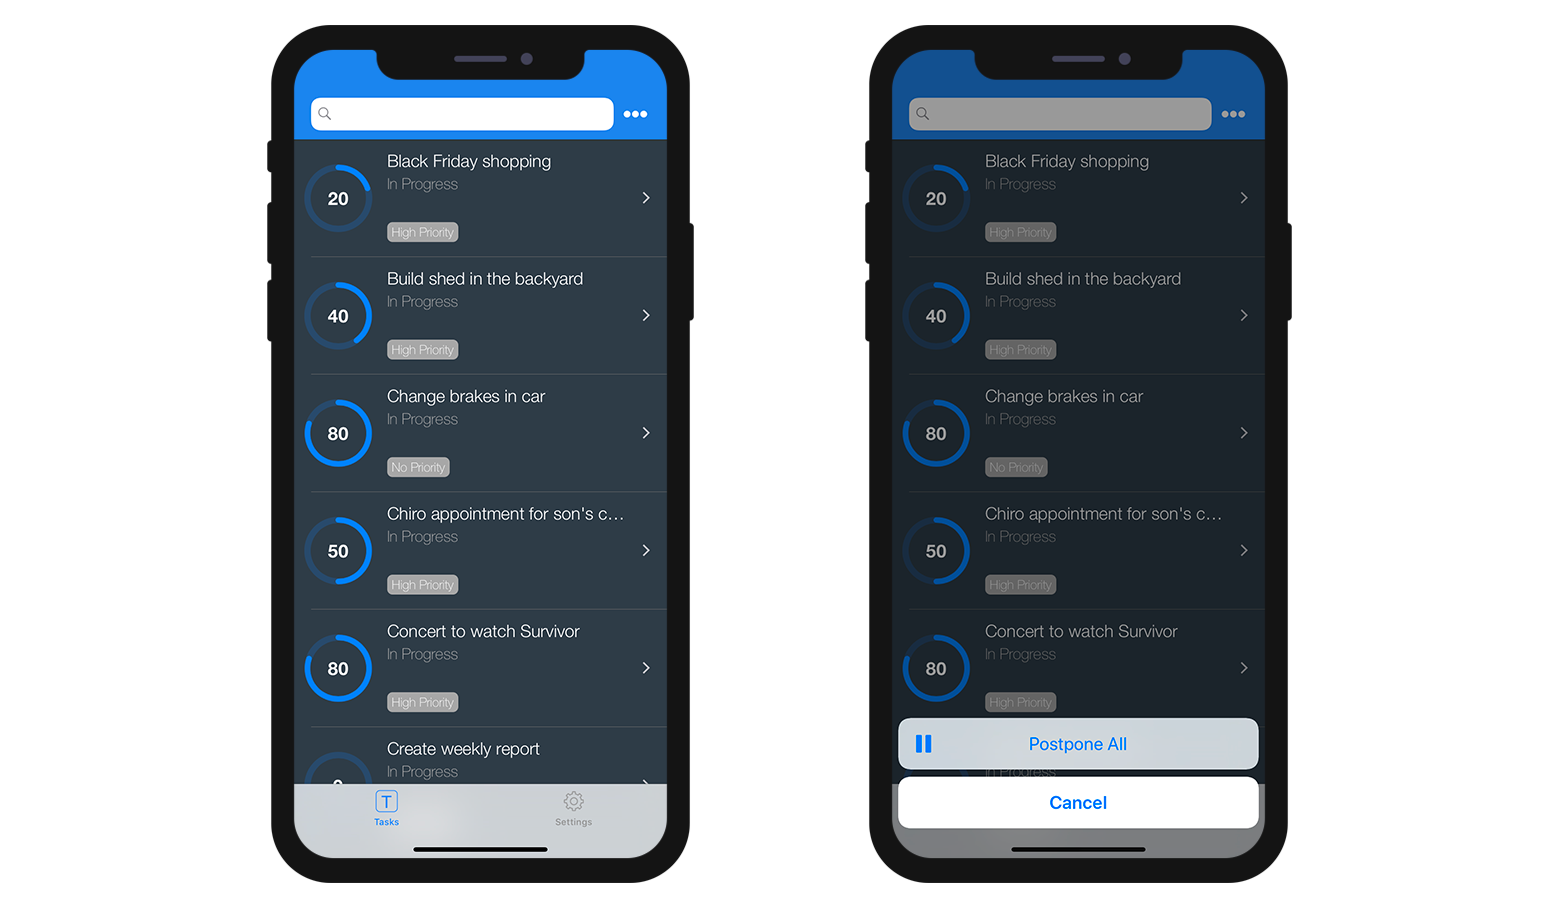 20
Black Friday shopping
In Progress
High Priority
40
Build shed in the backyard
In Progress
High Priority
80
Change brakes in car
In Progress
No Priority
50
Chiro appointment for son's c...
In Progress
High Priority
80
Concert to watch Survivor
In Progress
High Priority
Create weekly report
In Progress
T
Tasks
Settings
20
Black Friday shopping
In Progress
High Priority
40
Build shed in the backyard
In Progress
High Priority
80
Change brakes in car
In Progress
No Priority
50
Chiro appointment for son's c...
In Progress
High Priority
80
Concert to watch Survivor
In Progress
High Priority
Postpone All
In Progress
Cancel